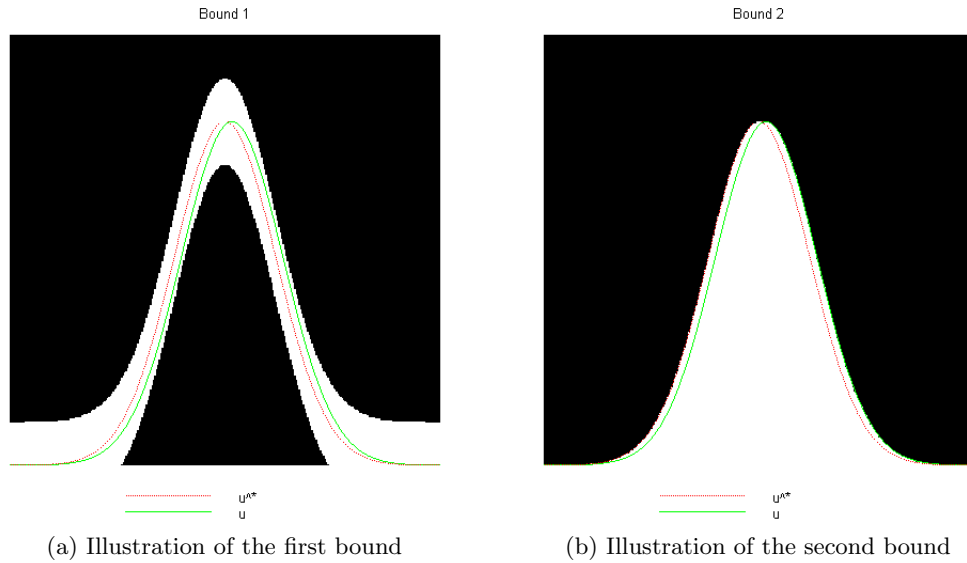 Bound 1
u^*
u
(a) Illustration of the first bound
Bound 2
u^*
u
(b) Illustration of the second bound